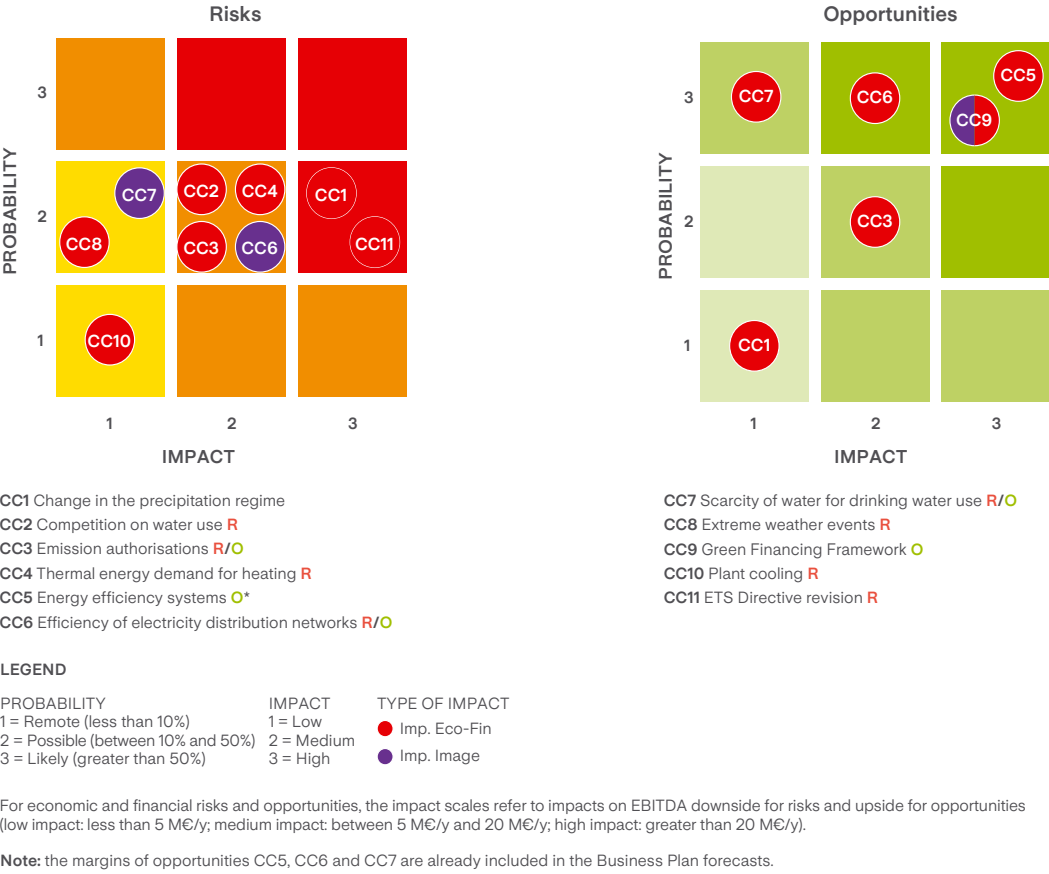 Risks
PROBABILITY
3
2
1
CC7
CC8
CC2
CC4
CC3
CC6
CC1
CC11
CC10
1
2
3
IMPACT
Opportunities
PROBABILITY
3
2
1
CC7
CC6
CC5
CC9
CC3
CC1
1
2
3
IMPACT
CC1 Change in the precipitation regime
CC2 Competition on water use R
CC3 Emission authorisations R/O
CC4 Thermal energy demand for heating R
CC5 Energy efficiency systems O*
CC6 Efficiency of electricity distribution networks R/O
CC7 Scarcity of water for drinking water use R/O
CC8 Extreme weather events R
CC9 Green Financing Framework O
CC10 Plant cooling R
CC11 ETS Directive revision R
LEGEND
PROBABILITY
1 = Remote (less than 10%)
2 = Possible (between 10% and 50%)
3 = Likely (greater than 50%)
IMPACT
1 = Low
2 = Medium
3 = High
TYPE OF IMPACT
Imp. Eco-Fin
Imp. Image
For economic and financial risks and opportunities, the impact scales refer to impacts on EBITDA downside for risks and upside for opportunities
(low impact: less than 5 M€/y; medium impact: between 5 M€/y and 20 M€/y; high impact: greater than 20 M€/y).
Note: the margins of opportunities CC5, CC6 and CC7 are already included in the Business Plan forecasts.